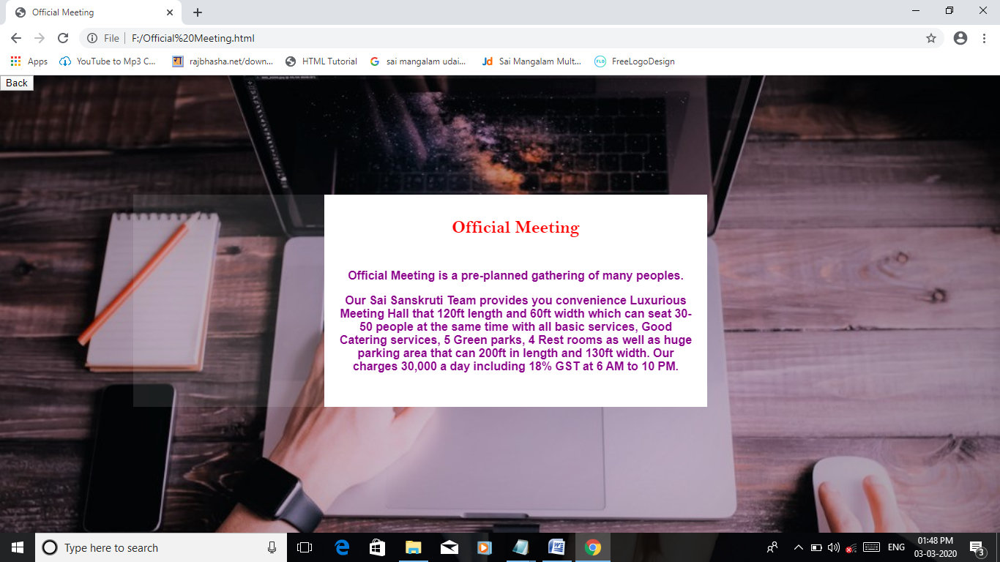 Official Meeting
File
F:/Official%20Meeting.html
Apps
YouTube to Mp3 C...
rajbhasha.net/down...
HTML Tutorial
sai mangalam udai...
Jd
Sai Mangalam Mult...
FLD
FreeLogoDesign
Back
Official Meeting
Official Meeting is a pre-planned gathering of many peoples.
Our Sai Sanskruti Team provides you convenience Luxurious
Meeting Hall that 120ft length and 60ft width which can seat 30-
50 people at the same time with all basic services, Good
Catering services, 5 Green parks, 4 Rest rooms as well as huge
parking area that can 200ft in length and 130ft width. Our
charges 30,000 a day including 18% GST at 6 AM to 10 PM.
Type here to search
ENG
01:48 PM
03-03-2020
3